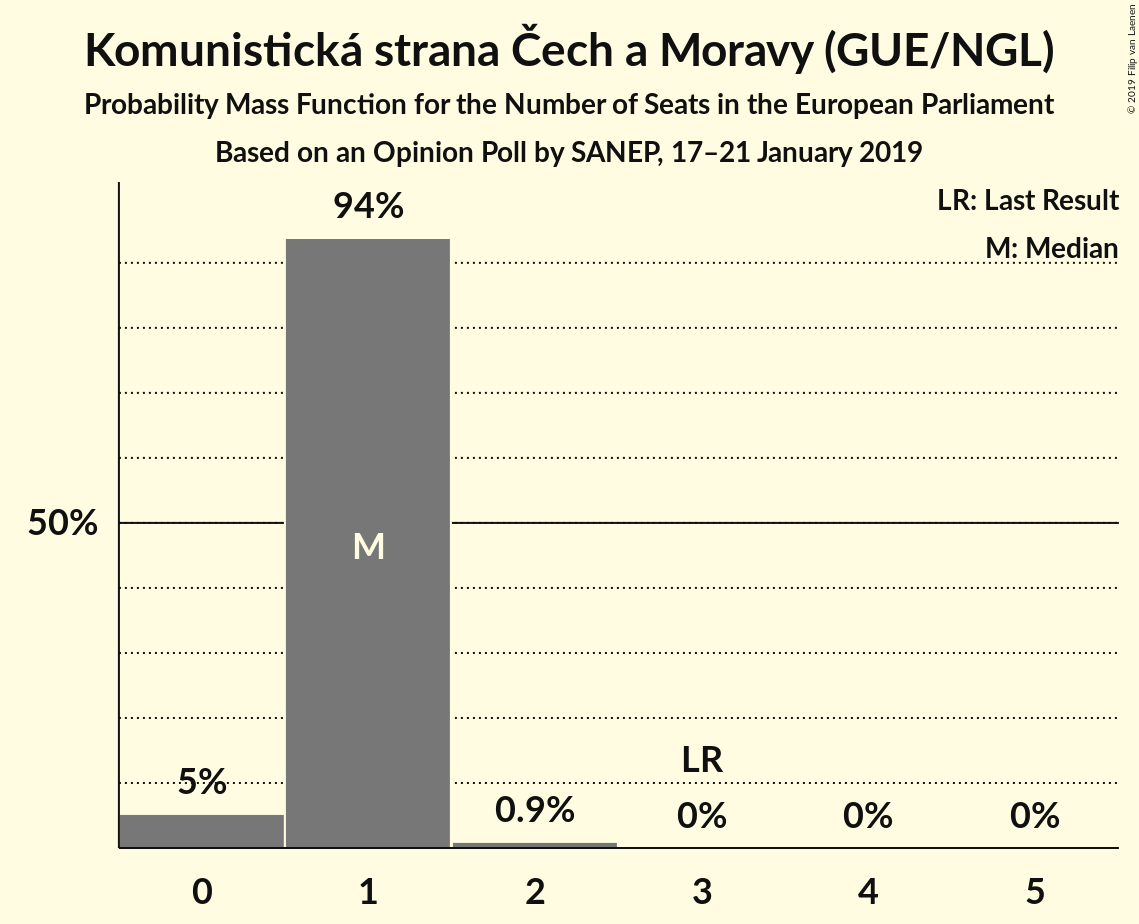 Komunistická strana Čech a Moravy (GUE/NGL)
Probability Mass Function for the Number of Seats in the European Parliament
Based on an Opinion Poll by SANEP, 17–21 January 2019
© 2019 Filip van Laenen
LR: Last Result
M: Median
94%
50%
M
5%
0.9%
LR
0%
0%
0%
0
1
2
3
4
5